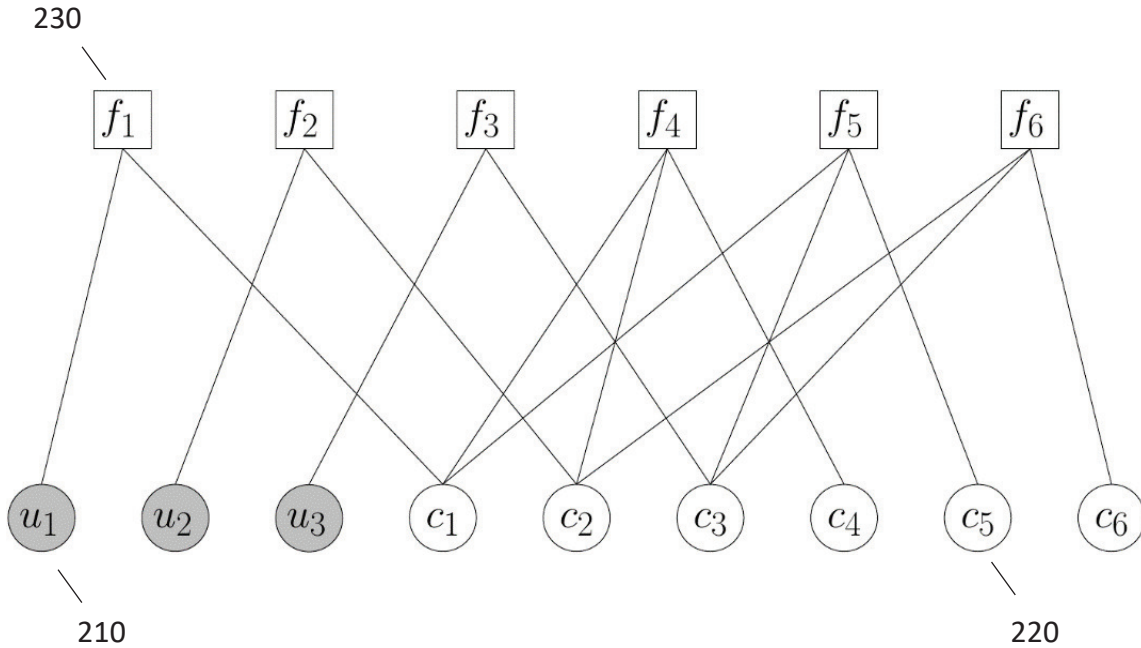 230
f₁ f₂ f₃ f₄ f₅ f₆
u₁ u₂ u₃ c₁ c₂ c₃ c₄ c₅ c₆
210 220